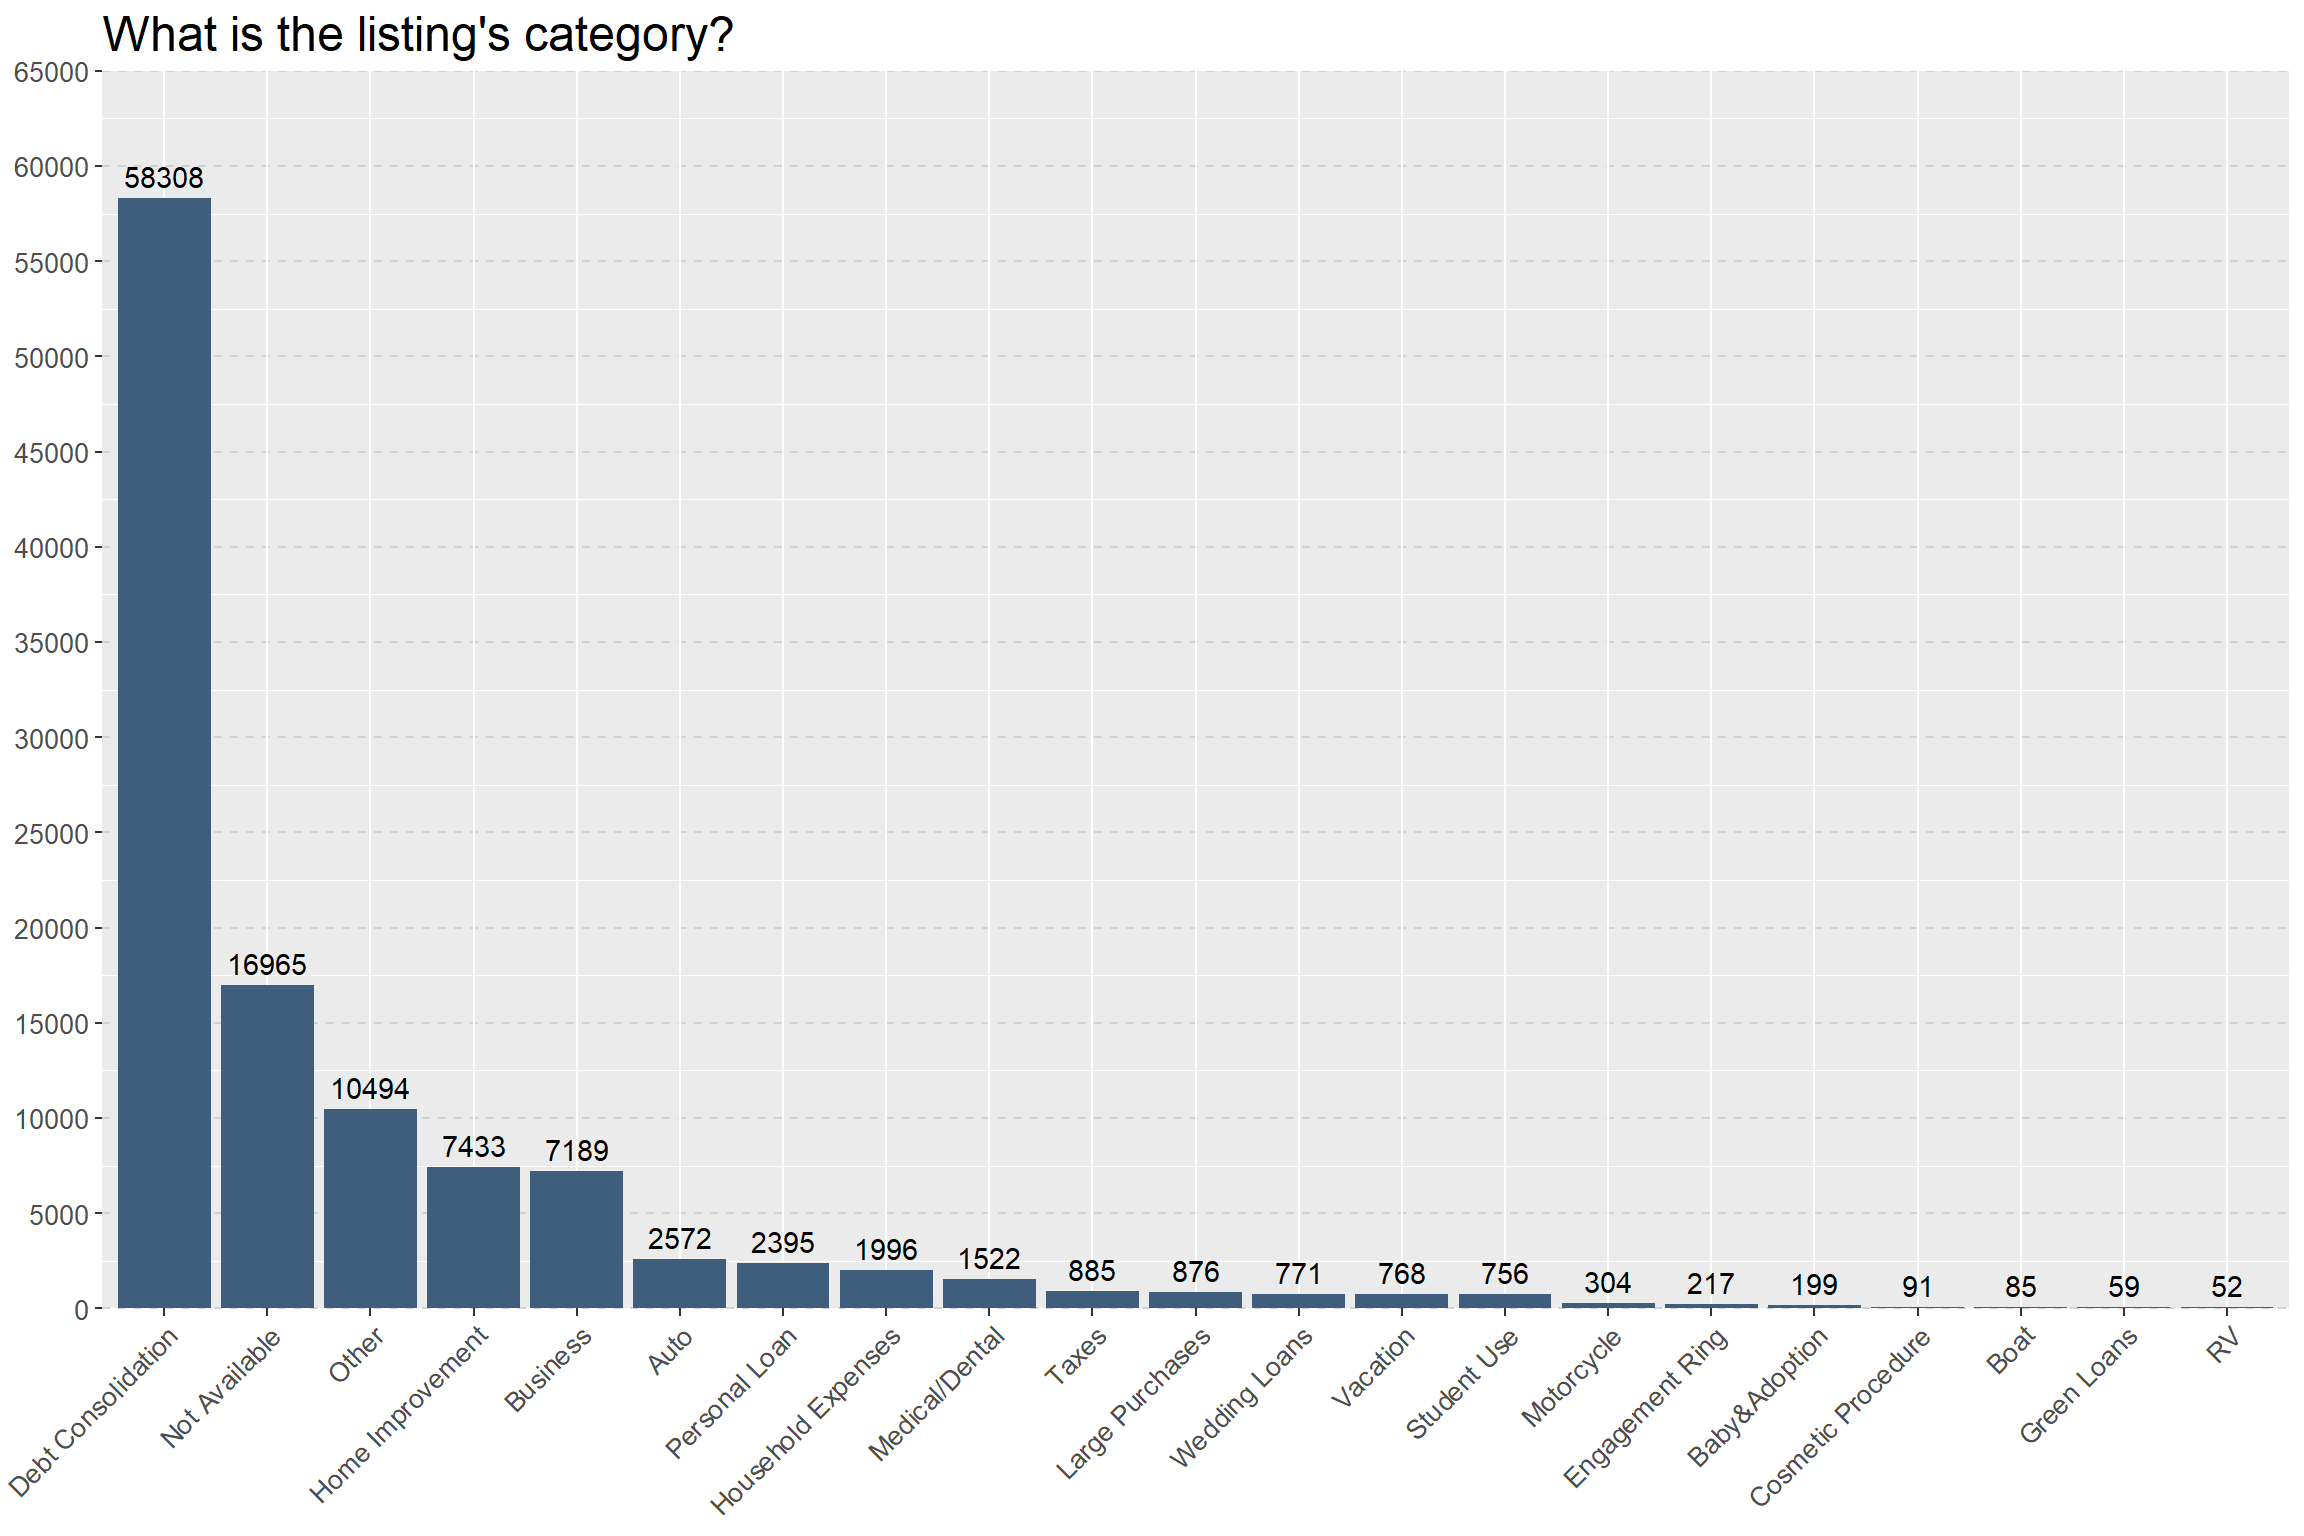 What is the listing's category?
65000
60000
55000
50000
45000
40000
35000
30000
25000
20000
15000
10000
5000
0
58308
16965
10494
7433
7189
2572
2395
1996
1522
885
876
771
768
756
304
217
199
91
85
59
52
Debt Consolidation
Not Available
Other
Home Improvement
Business
Auto
Personal Loan
Household Expenses
Medical/Dental
Taxes
Large Purchases
Wedding Loans
Vacation
Student Use
Motorcycle
Engagement Ring
Baby&Adoption
Cosmetic Procedure
Boat
Green Loans
RV